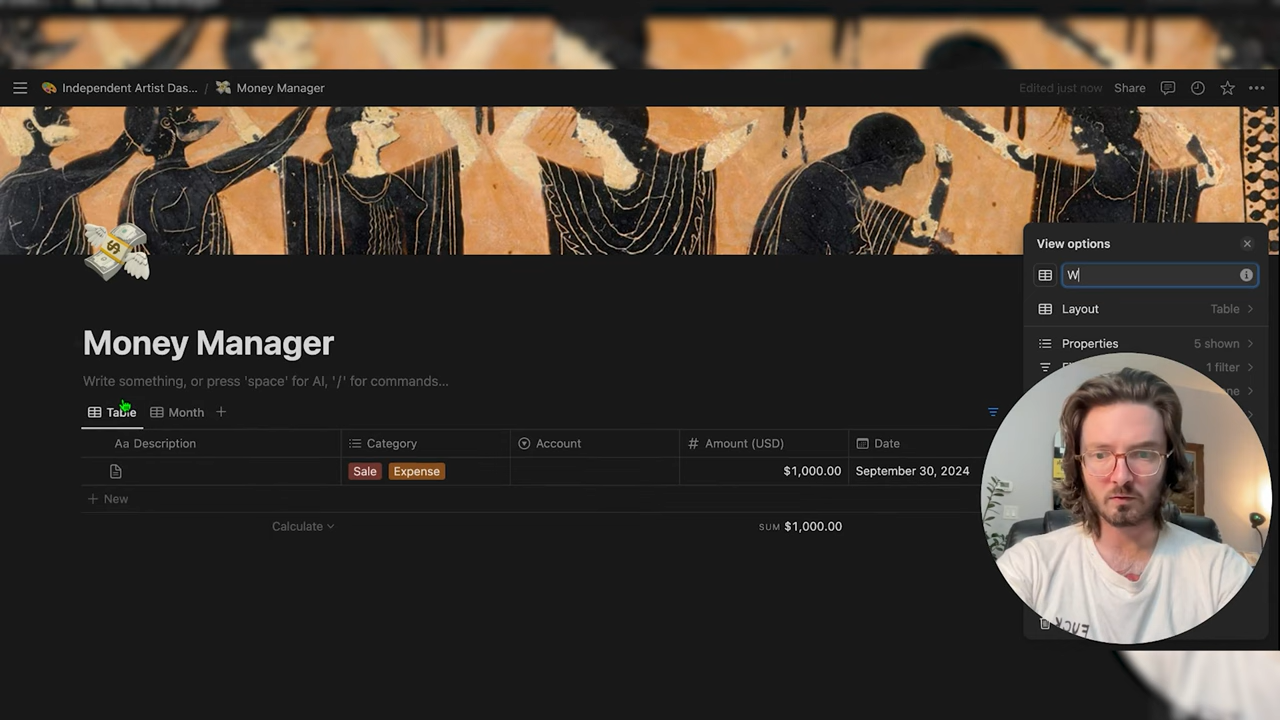 Independent Artist Das... / Money Manager
Edited just now Share
View options
W
Layout Table
Money Manager
Properties 5 shown
1 filter
Write something, or press 'space' for AI, '/' for commands...
Table Month
Aa Description Category Account # Amount (USD) Date
Sale Expense $1,000.00 September 30, 2024
+ New
Calculate SUM $1,000.00
FUCK